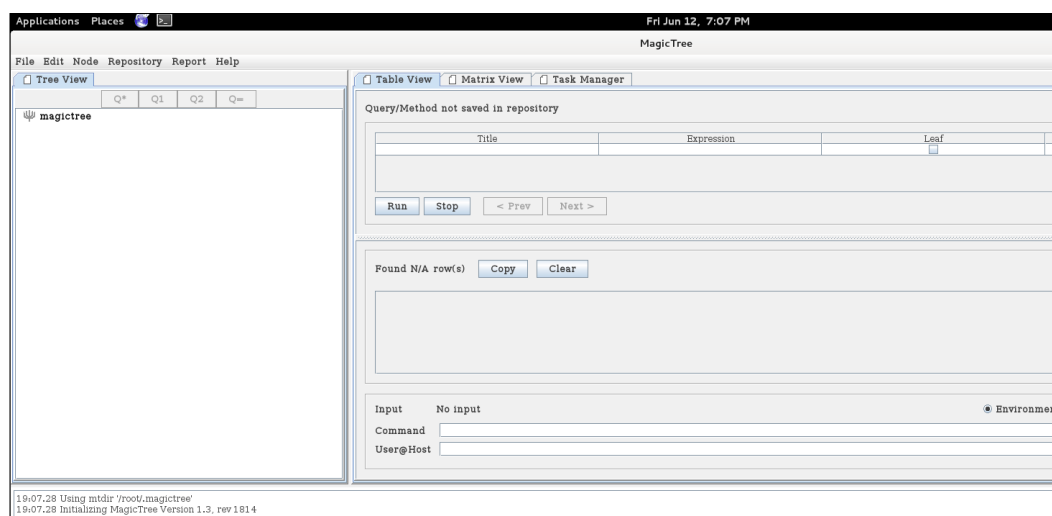 Applications Places Fri Jun 12, 7:07 PM
MagicTree
File Edit Node Repository Report Help
Tree View
Table View Matrix View Task Manager
Q* Q1 Q2 Q=
magictree
Query/Method not saved in repository
Title Expression Leaf
Run Stop < Prev Next >
Found N/A row(s) Copy Clear
Input No input Environmen
Command
User@Host
19:07.28 Using mtdir '/root/.magictree'
19:07.28 Initializing MagicTree Version 1.3, rev 1814